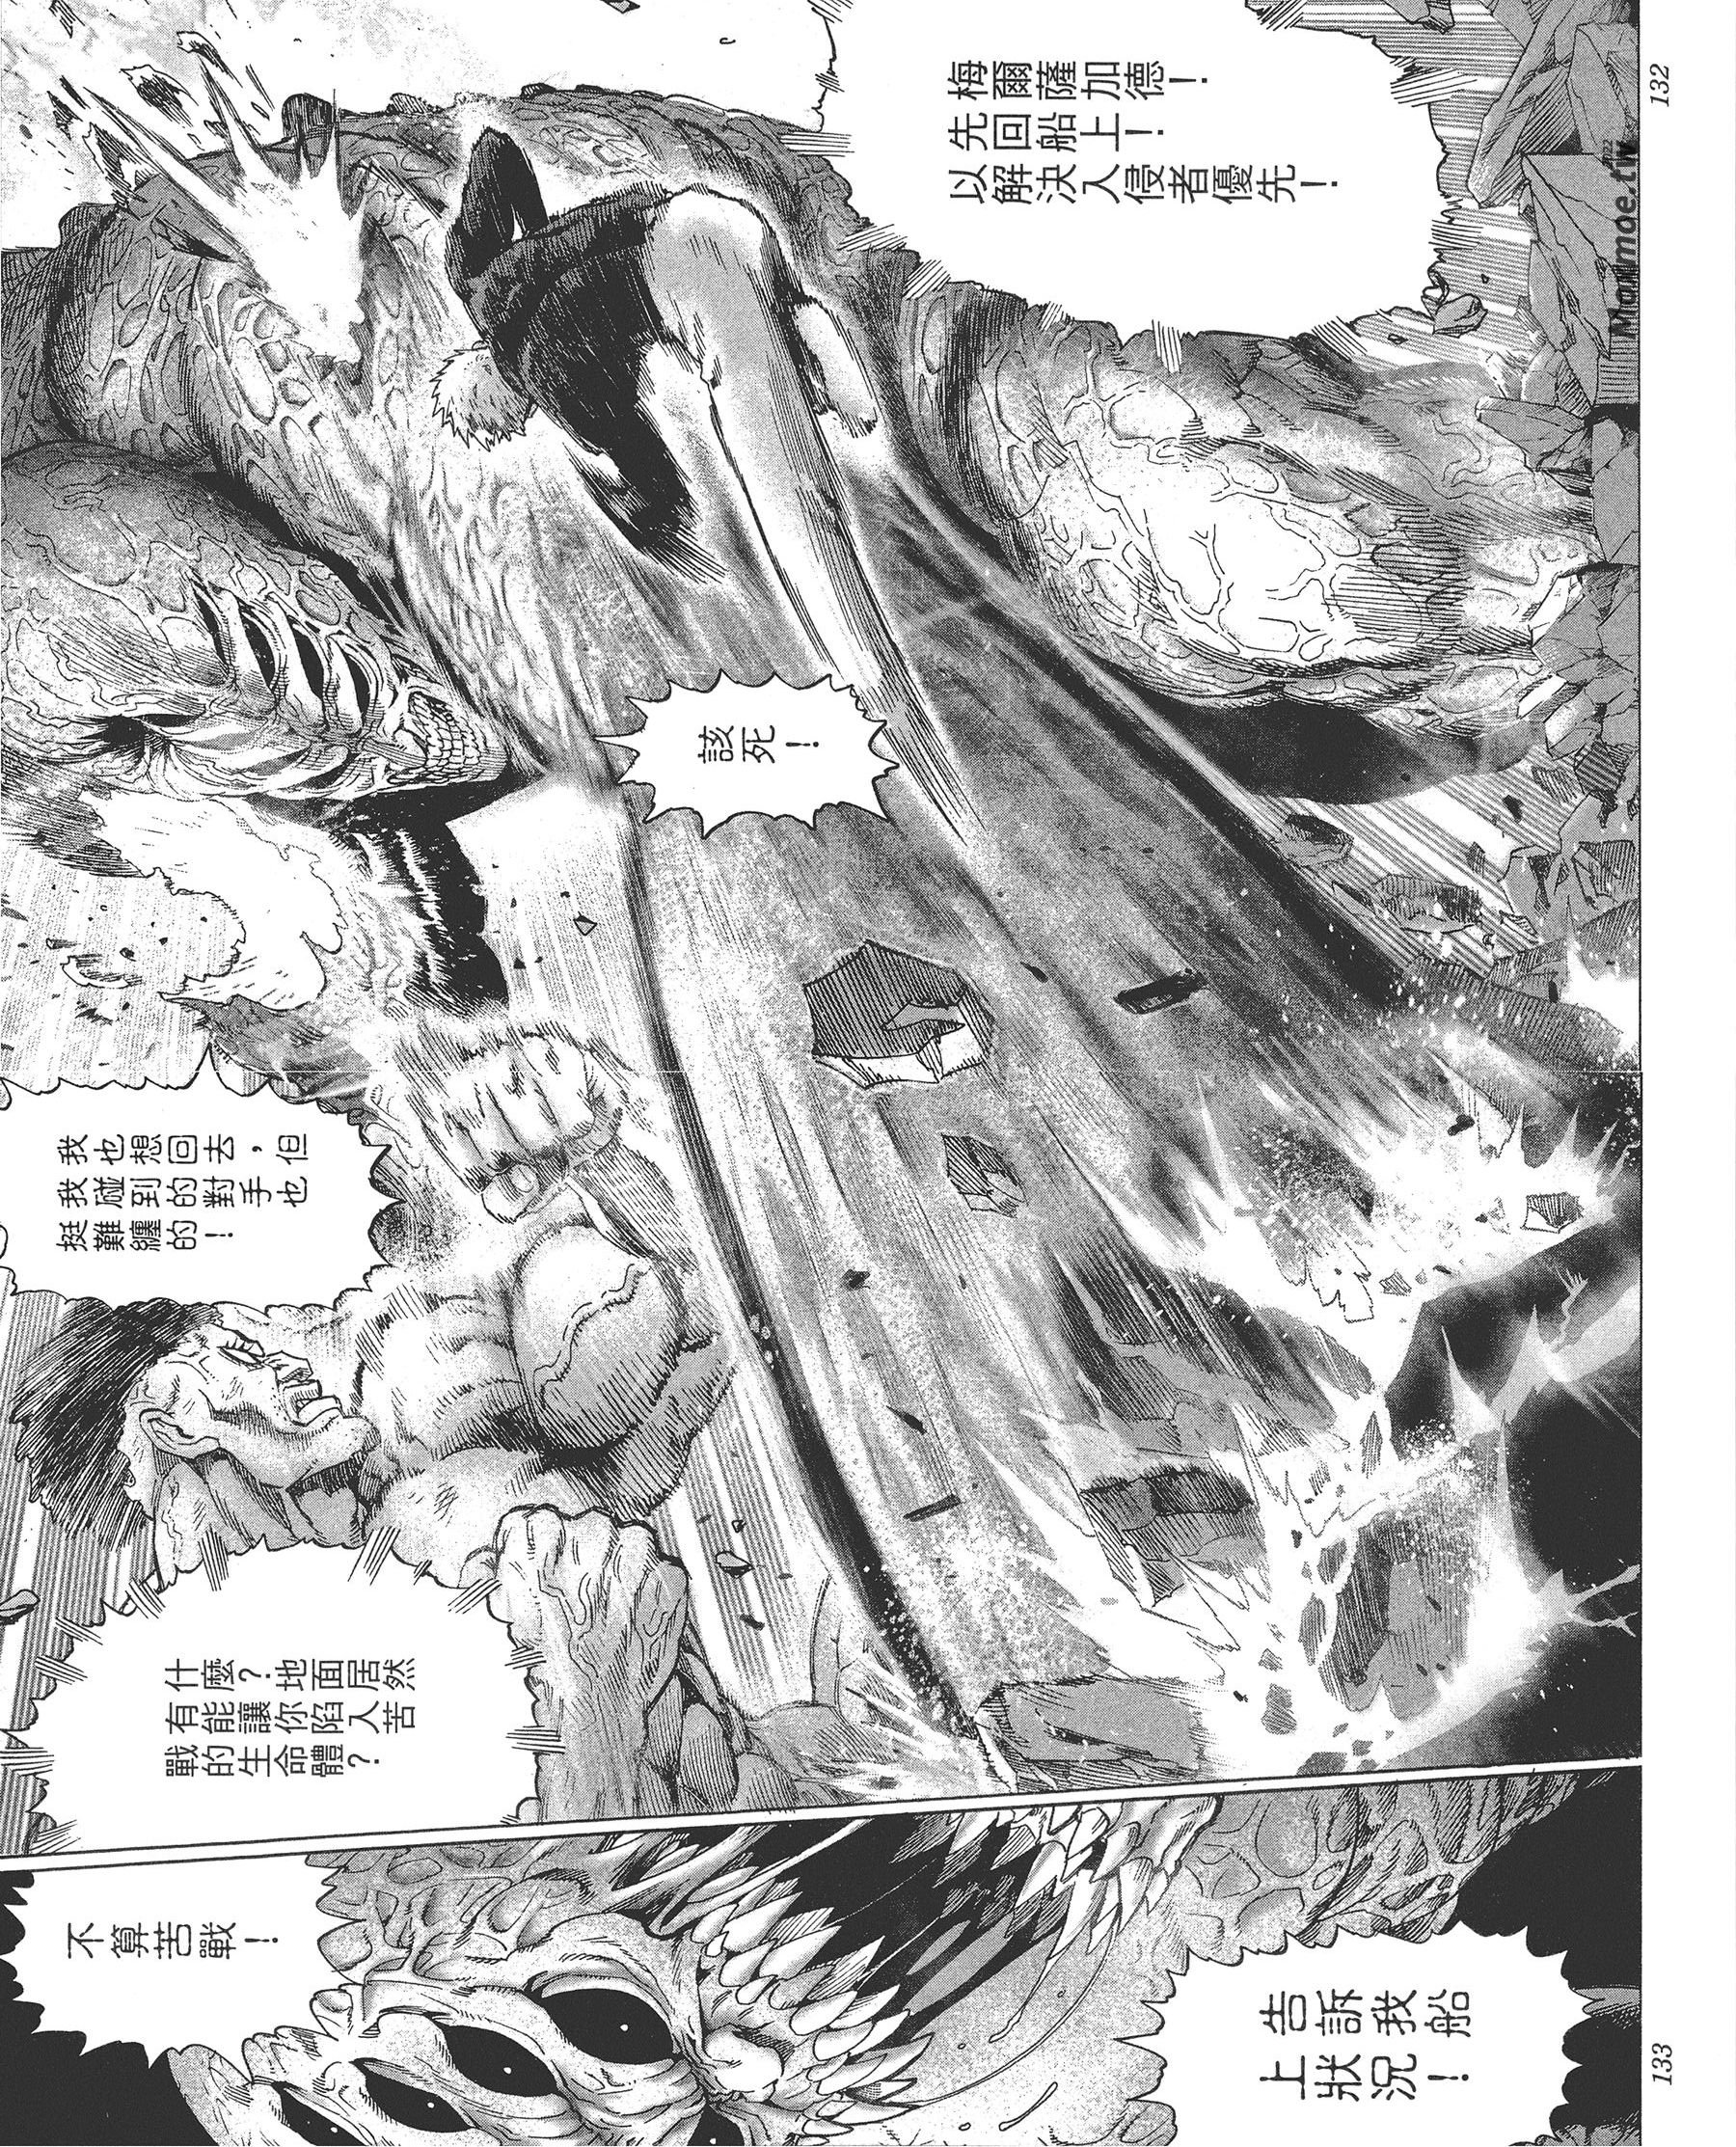 132
梅爾薩加德！
先回船上！
以解決入侵者優先！
該死！
我也想回去，但
我碰到的對手也
挺難纏的！
什麼？地面居然
有能讓你陷入苦
戰的生命體？
不算苦戰！
告訴我船
上狀況！
133